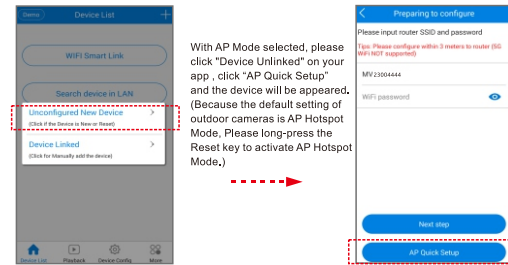 Demo
Device List
+
WIFI Smart Link
Search device in LAN
Unconfigured New Device >
(Click if the Device is New or Reset)
Device Linked >
(Click for Manually add the device)
Device List
Playback
Device Config
More
With AP Mode selected, please
click "Device Unlinked" on your
app , click “AP Quick Setup”
and the device will be appeared.
(Because the default setting of
outdoor cameras is AP Hotspot
Mode, Please long-press the
Reset key to activate AP Hotspot
Mode.)
Preparing to configure
Please input router SSID and password
Tips: Please configure within 3 meters to router (5G
WiFi NOT supported)
MV23004444
WiFi password
Next step
AP Quick Setup